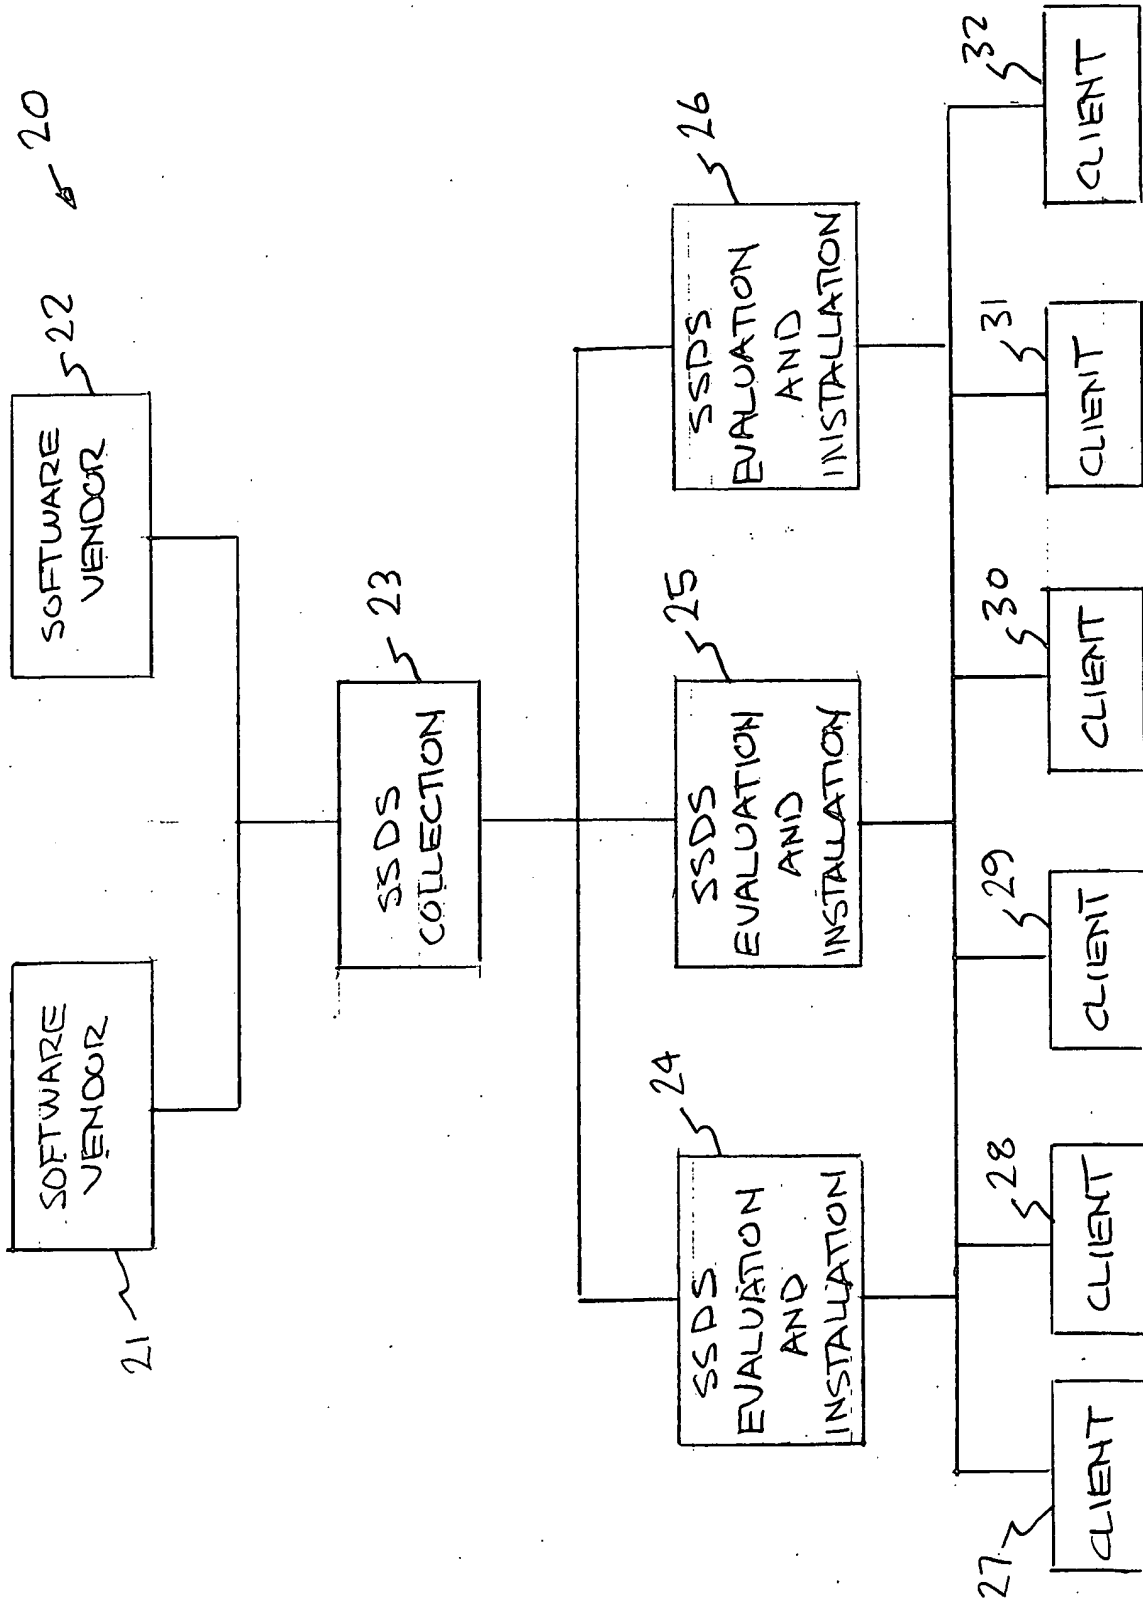 20
SOFTWARE
VENDOR
21
SOFTWARE
VENDOR
22
SSDS
COLLECTION
23
SSDS
EVALUATION
AND
INSTALLATION
24
SSDS
EVALUATION
AND
INSTALLATION
25
SSDS
EVALUATION
AND
INSTALLATION
26
CLIENT
27
CLIENT
28
CLIENT
29
CLIENT
30
CLIENT
31
CLIENT
32